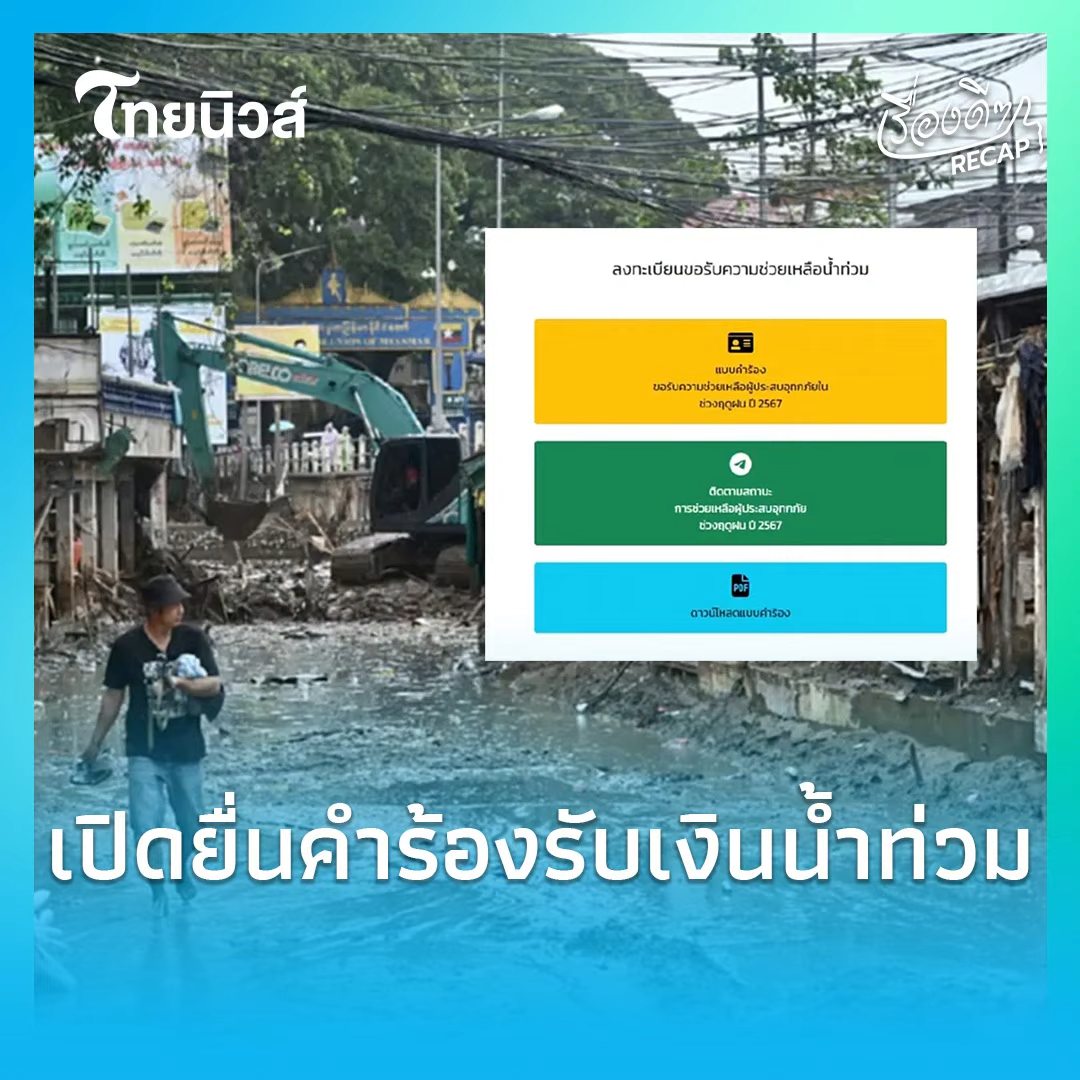 ไทยนิวส์
เรื่องดีๆ
RECAP
ลงทะเบียนขอรับความช่วยเหลือน้ำท่วม
แบบคำร้อง
ขอรับความช่วยเหลือผู้ประสบอุทกภัยใน
ช่วงฤดูฝน ปี 2567
ติดตามสถานะ
การช่วยเหลือผู้ประสบอุทกภัย
ช่วงฤดูฝน ปี 2567
PDF
ดาวน์โหลดแบบคำร้อง
KOBELCO
UNION OF MYANMAR
เปิดยื่นคำร้องรับเงินน้ำท่วม